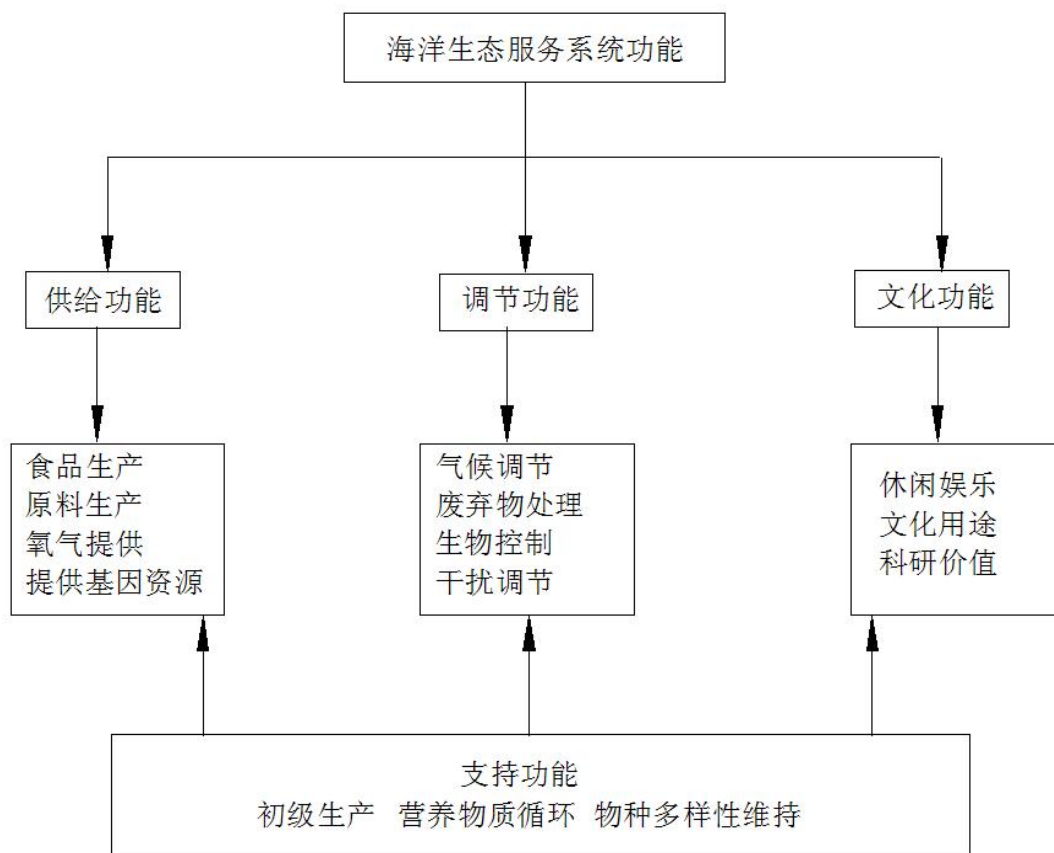 海洋生态服务系统功能
供给功能
调节功能
文化功能
食品生产
原料生产
氧气提供
提供基因资源
气候调节
废弃物处理
生物控制
干扰调节
休闲娱乐
文化用途
科研价值
支持功能
初级生产 营养物质循环 物种多样性维持